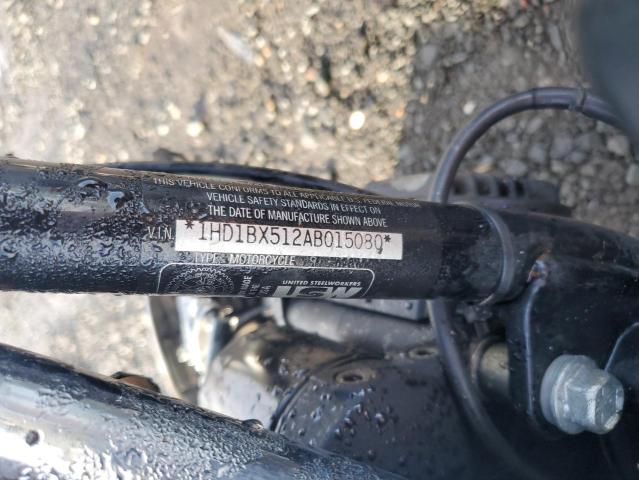 THIS VEHICLE CONFORMS TO ALL APPLICABLE U.S. FEDERAL
VEHICLE SAFETY STANDARDS IN EFFECT ON
THE DATE OF MANUFACTURE SHOWN ABOVE
V.I.N. *1HD1BX512AB015080*
TYPE MOTORCYCLE
UNITED STEELWORKERS